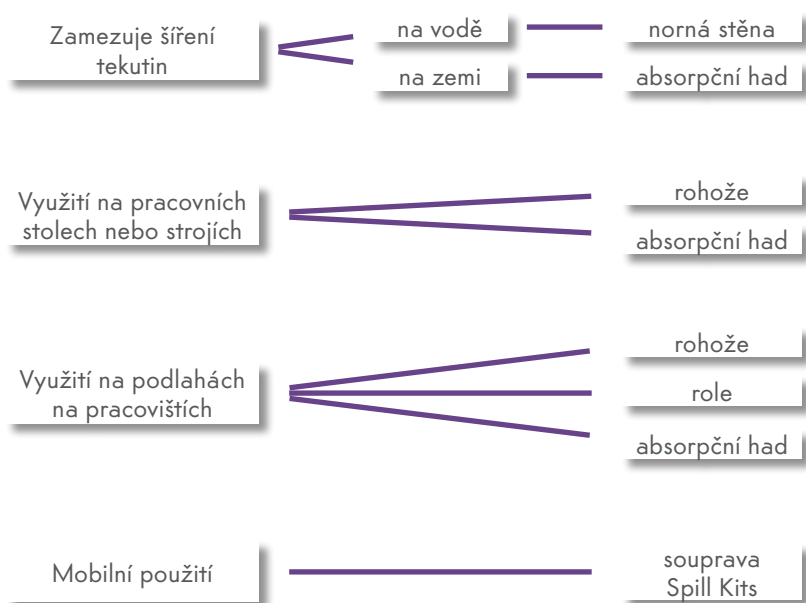 Zamezuje šíření
tekutin
na vodě
norná stěna
na zemi
absorpční had
Využití na pracovních
stolech nebo strojích
rohože
absorpční had
Využití na podlahách
na pracovištích
rohože
role
absorpční had
Mobilní použití
souprava
Spill Kits